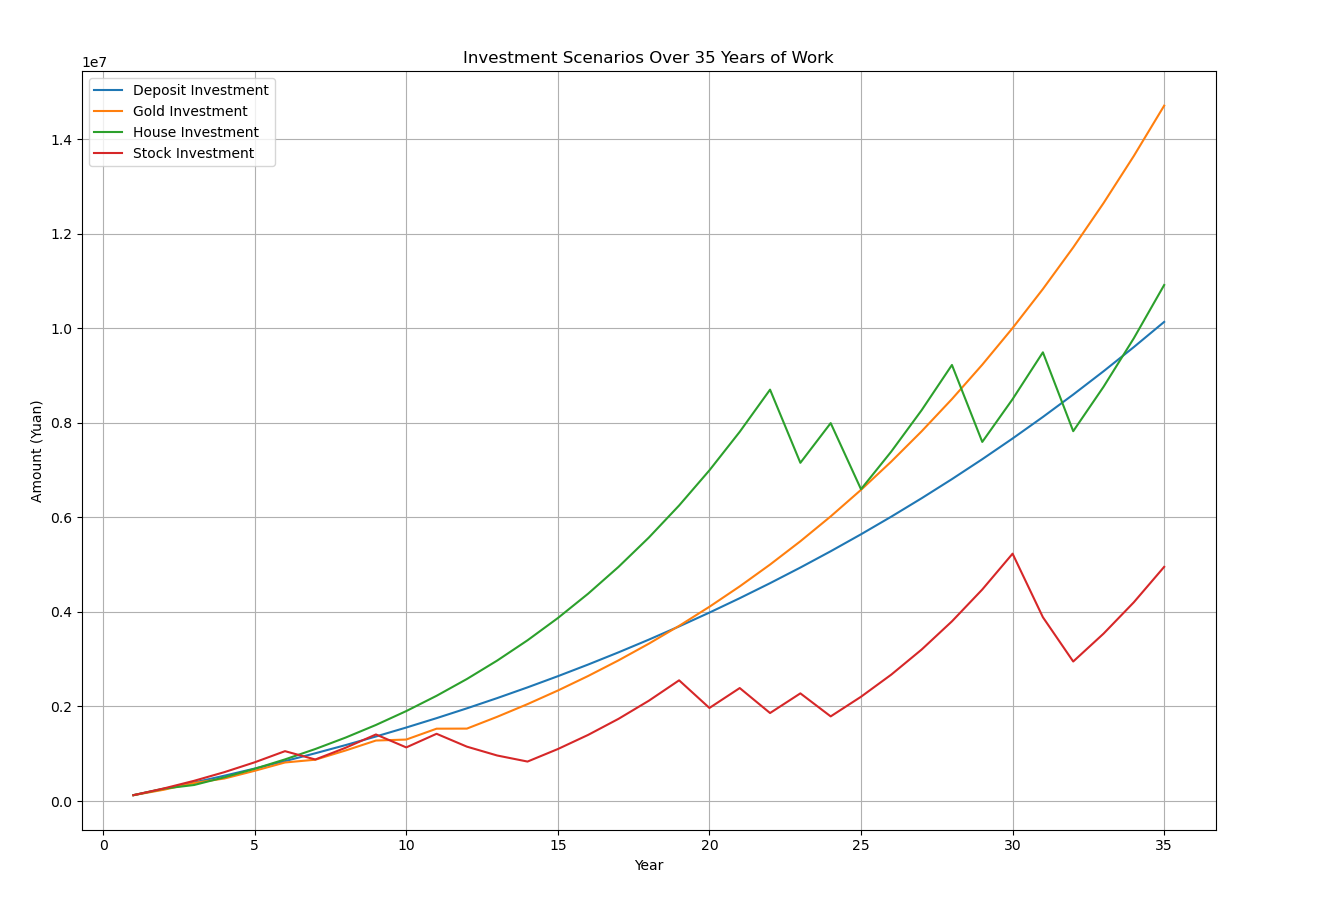 Investment Scenarios Over 35 Years of Work
1e7
Deposit Investment
Gold Investment
House Investment
Stock Investment
1.4
1.2
1.0
0.8
0.6
0.4
0.2
0.0
Amount (Yuan)
0 5 10 15 20 25 30 35
Year